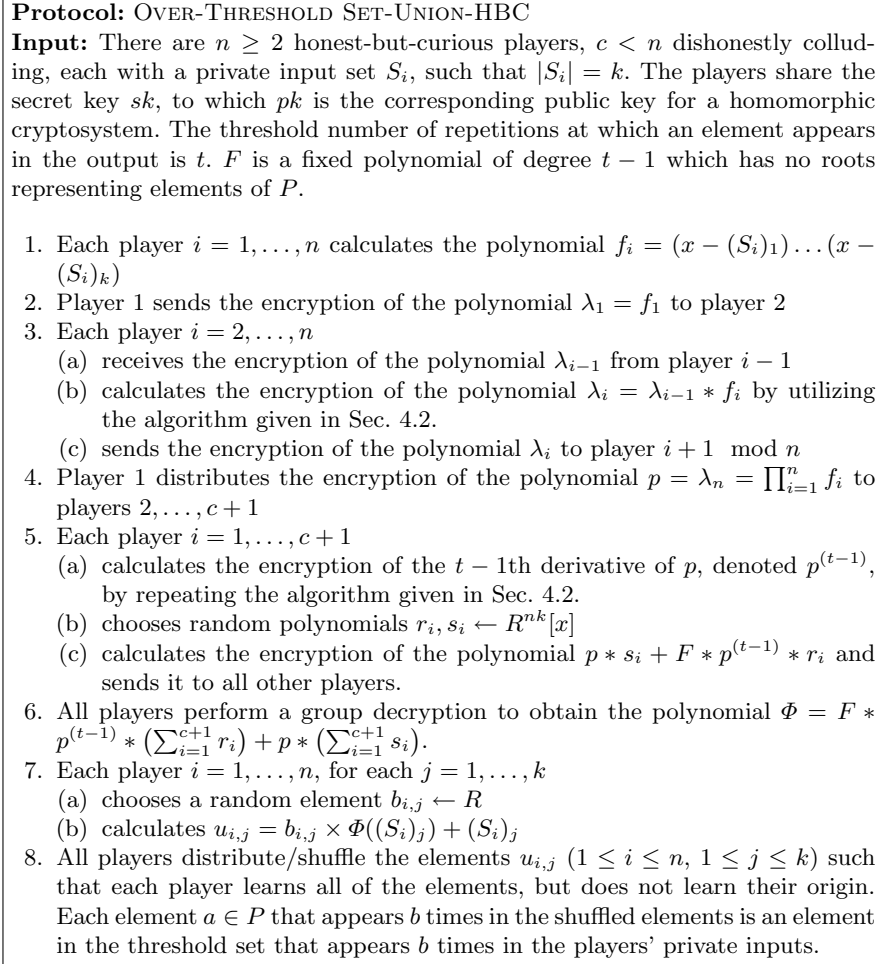 Protocol: OVER-THRESHOLD SET-UNION-HBC
Input: There are n ≥ 2 honest-but-curious players, c < n dishonestly collud-
ing, each with a private input set Sᵢ, such that |Sᵢ| = k. The players share the
secret key sk, to which pk is the corresponding public key for a homomorphic
cryptosystem. The threshold number of repetitions at which an element appears
in the output is t. F is a fixed polynomial of degree t − 1 which has no roots
representing elements of P.
1. Each player i = 1, . . . , n calculates the polynomial fᵢ = (x − (Sᵢ)₁) . . . (x −
(Sᵢ)ₖ)
2. Player 1 sends the encryption of the polynomial λ₁ = f₁ to player 2
3. Each player i = 2, . . . , n
(a) receives the encryption of the polynomial λᵢ₋₁ from player i − 1
(b) calculates the encryption of the polynomial λᵢ = λᵢ₋₁ ∗ fᵢ by utilizing
the algorithm given in Sec. 4.2.
(c) sends the encryption of the polynomial λᵢ to player i + 1 mod n
4. Player 1 distributes the encryption of the polynomial p = λₙ = ∏ⁿᵢ₌₁ fᵢ to
players 2, . . . , c + 1
5. Each player i = 1, . . . , c + 1
(a) calculates the encryption of the t − 1th derivative of p, denoted p⁽ᵗ⁻¹⁾,
by repeating the algorithm given in Sec. 4.2.
(b) chooses random polynomials rᵢ, sᵢ ← Rⁿᵏ[x]
(c) calculates the encryption of the polynomial p ∗ sᵢ + F ∗ p⁽ᵗ⁻¹⁾ ∗ rᵢ and
sends it to all other players.
6. All players perform a group decryption to obtain the polynomial Φ = F ∗
p⁽ᵗ⁻¹⁾ ∗ (∑ᶜ⁺¹ᵢ₌₁ rᵢ) + p ∗ (∑ᶜ⁺¹ᵢ₌₁ sᵢ).
7. Each player i = 1, . . . , n, for each j = 1, . . . , k
(a) chooses a random element bᵢ,ⱼ ← R
(b) calculates uᵢ,ⱼ = bᵢ,ⱼ × Φ((Sᵢ)ⱼ) + (Sᵢ)ⱼ
8. All players distribute/shuffle the elements uᵢ,ⱼ (1 ≤ i ≤ n, 1 ≤ j ≤ k) such
that each player learns all of the elements, but does not learn their origin.
Each element a ∈ P that appears b times in the shuffled elements is an element
in the threshold set that appears b times in the players' private inputs.